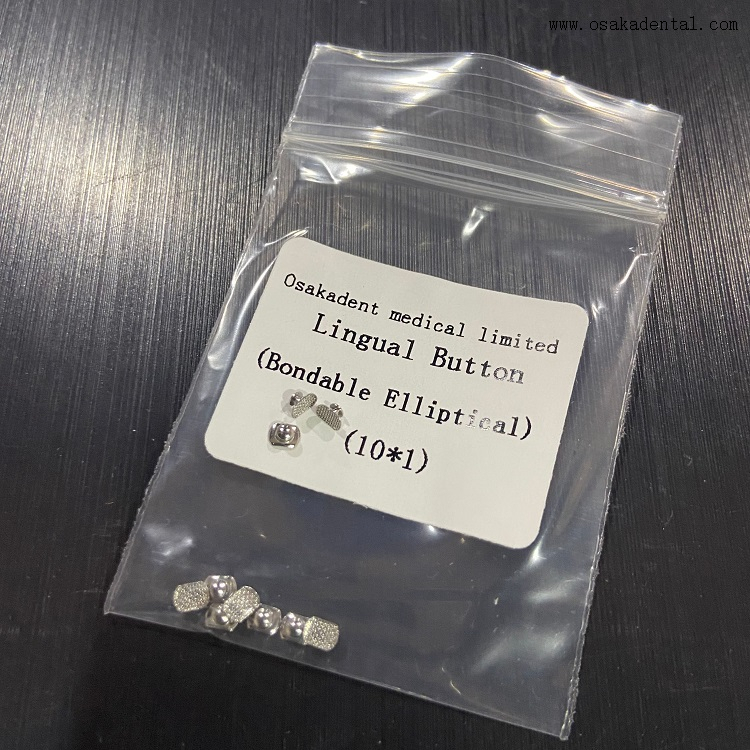 www.osakadental.com
Osakadent medical limited
Lingual Button
(Bondable Elliptical)
(10*1)